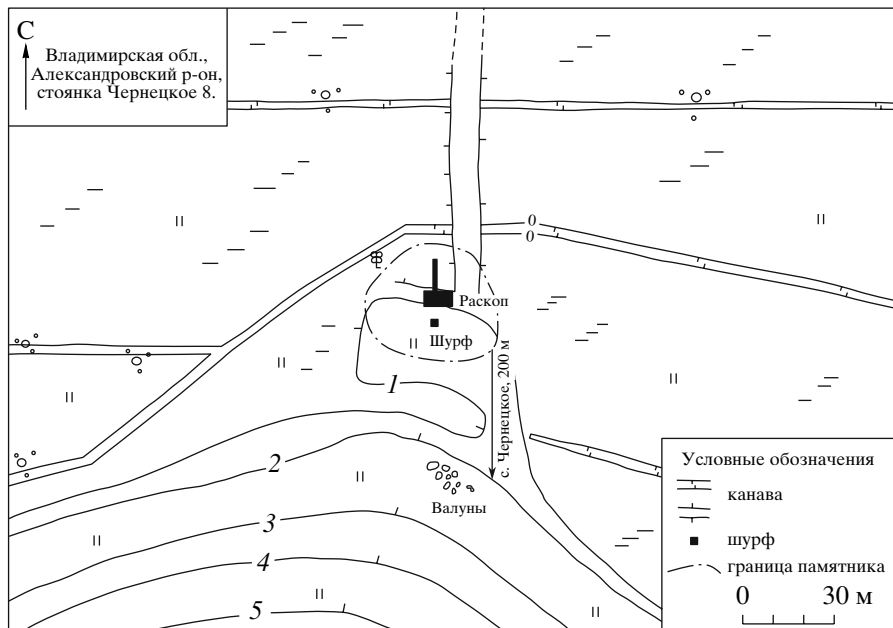 С
Владимирская обл.,
Александровский р-он,
стоянка Чернецкое 8.
0
0
Раскоп
Шурф
1
с. Чернецкое, 200 м
2
Валуны
3
4
5
Условные обозначения
канава
шурф
граница памятника
0 30 м